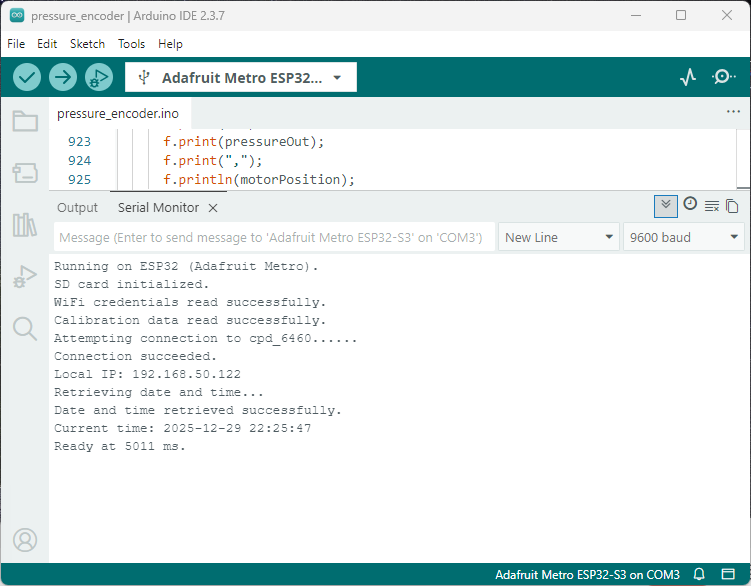 pressure_encoder | Arduino IDE 2.3.7
File Edit Sketch Tools Help
Adafruit Metro ESP32...
pressure_encoder.ino
923 f.print(pressureOut);
924 f.print(",");
925 f.println(motorPosition);
Output Serial Monitor
Message (Enter to send message to 'Adafruit Metro ESP32-S3' on 'COM3') New Line 9600 baud
Running on ESP32 (Adafruit Metro).
SD card initialized.
WiFi credentials read successfully.
Calibration data read successfully.
Attempting connection to cpd_6460......
Connection succeeded.
Local IP: 192.168.50.122
Retrieving date and time...
Date and time retrieved successfully.
Current time: 2025-12-29 22:25:47
Ready at 5011 ms.
Adafruit Metro ESP32-S3 on COM3